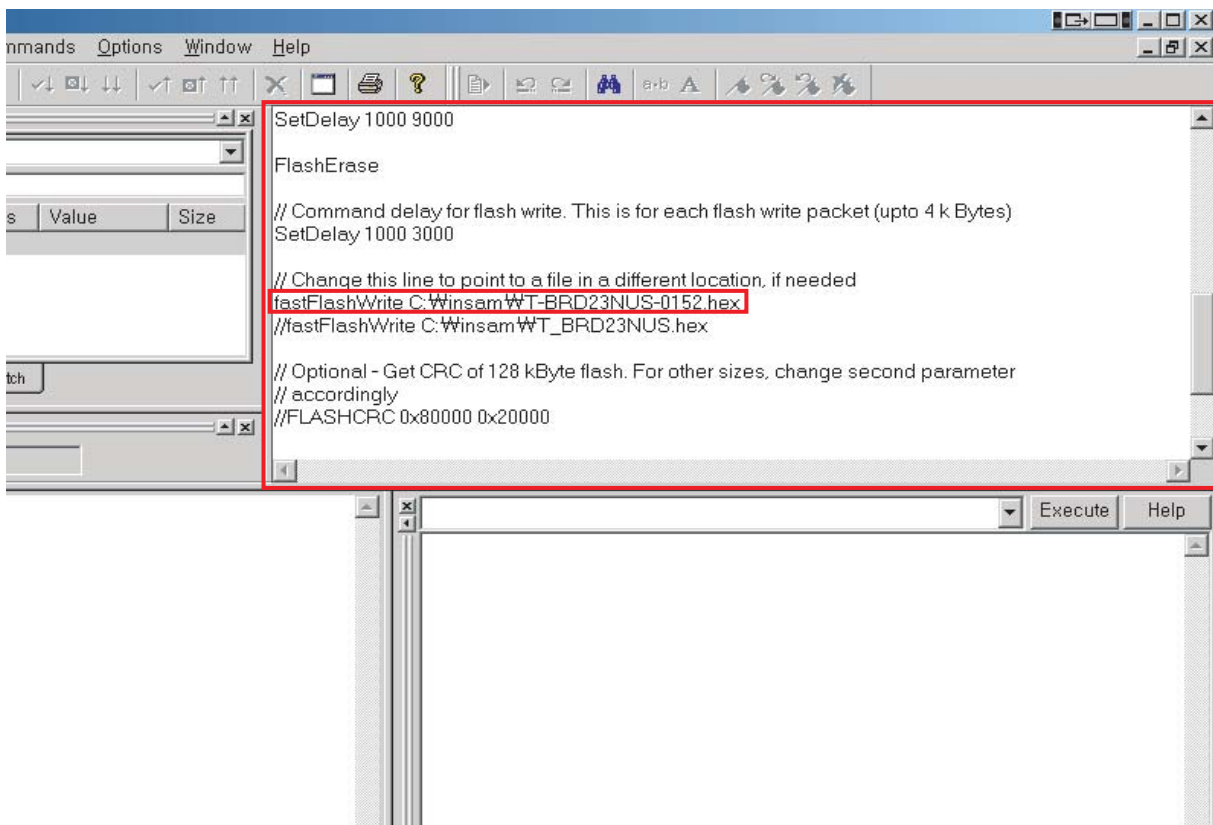 mmands Options Window Help
a+b A
s Value Size
tch
SetDelay 1000 9000
FlashErase
// Command delay for flash write. This is for each flash write packet (upto 4 k Bytes)
SetDelay 1000 3000
// Change this line to point to a file in a different location, if needed
fastFlashWrite C:₩insam₩T-BRD23NUS-0152.hex
//fastFlashWrite C:₩insam₩T_BRD23NUS.hex
// Optional - Get CRC of 128 kByte flash. For other sizes, change second parameter
// accordingly
//FLASHCRC 0x80000 0x20000
Execute Help